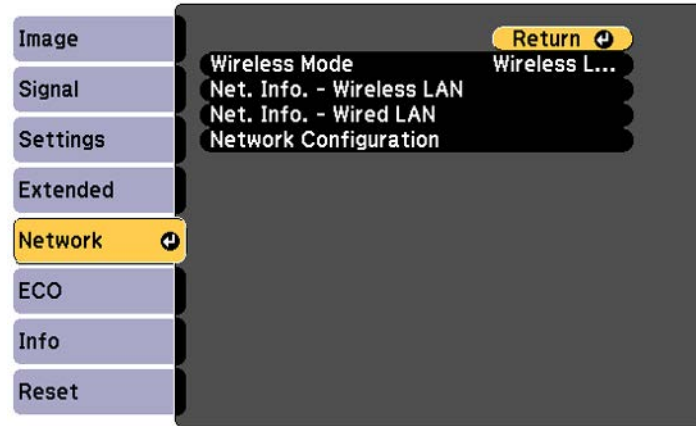 Image
Signal
Settings
Extended
Network
ECO
Info
Reset
Return
Wireless Mode Wireless L...
Net. Info. - Wireless LAN
Net. Info. - Wired LAN
Network Configuration